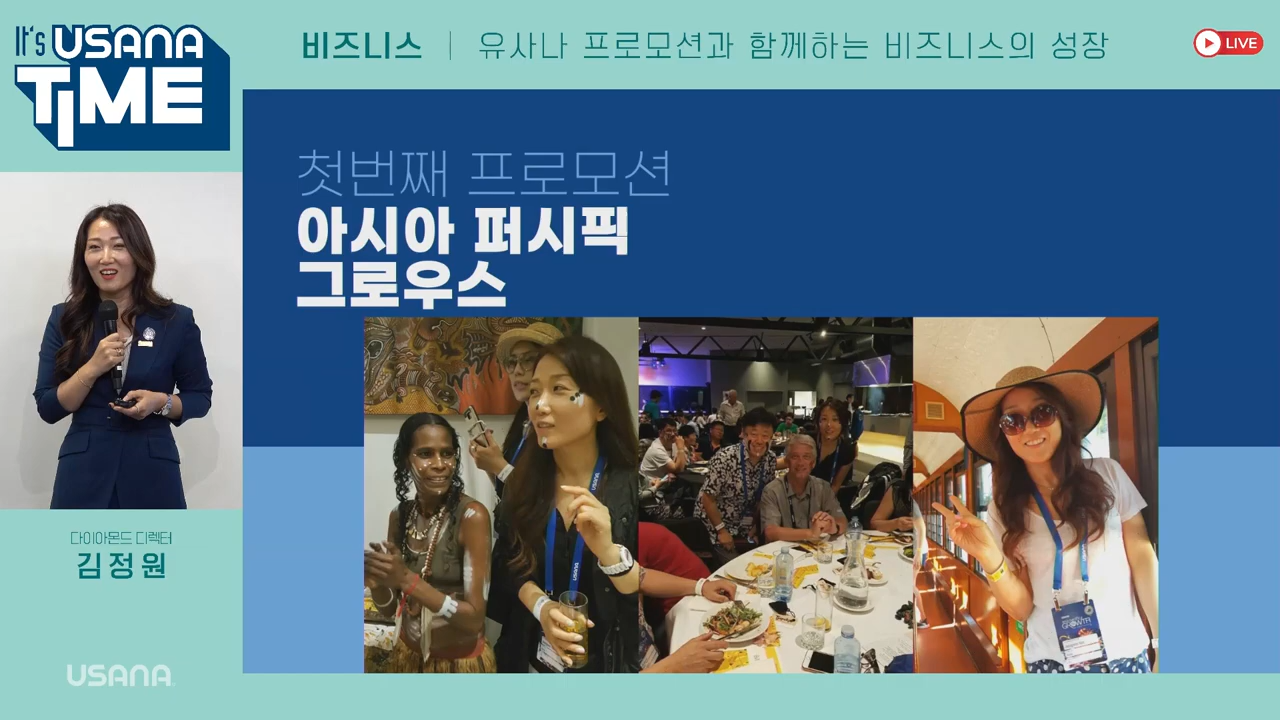 It's USANA
TIME
비즈니스 | 유사나 프로모션과 함께하는 비즈니스의 성장
LIVE
첫번째 프로모션
아시아 퍼시픽
그로우스
다이아몬드 디렉터
김정원
USANA